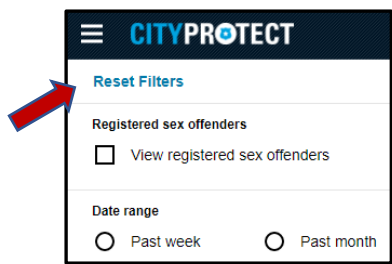 CITYPROTECT
Reset Filters
Registered sex offenders
View registered sex offenders
Date range
Past week Past month